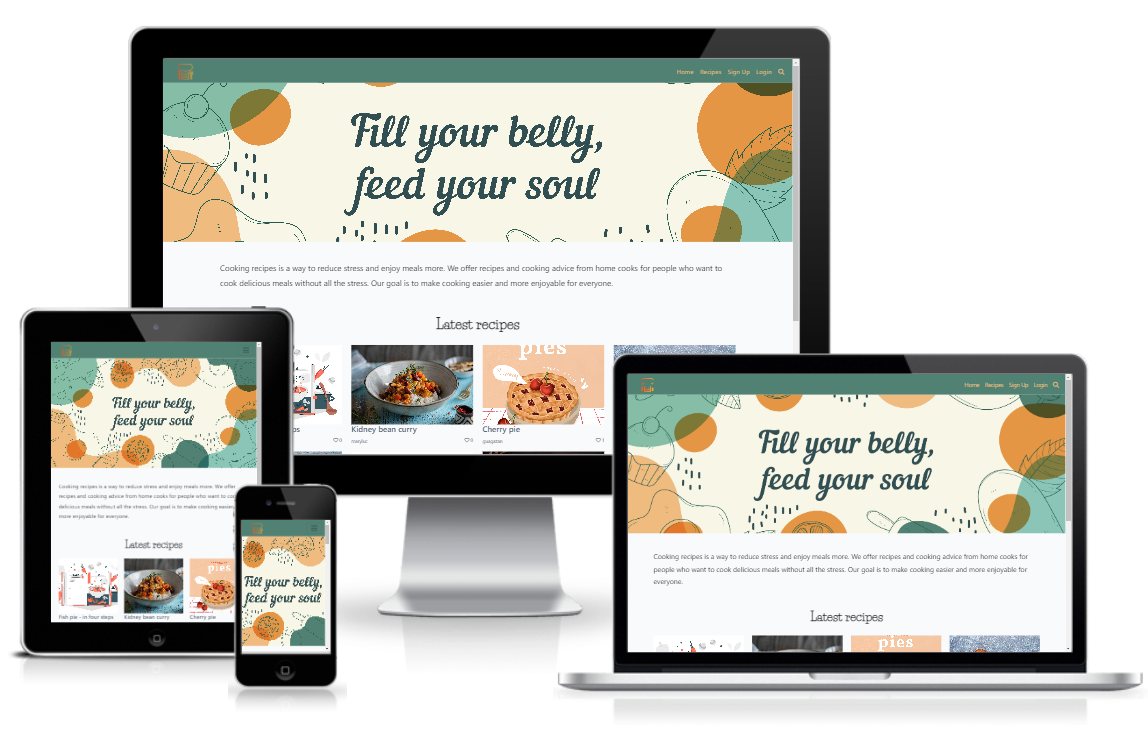 Home Recipes Sign Up Login
Fill your belly,
feed your soul
Cooking recipes is a way to reduce stress and enjoy meals more. We offer recipes and cooking advice from home cooks for people who want to
cook delicious meals without all the stress. Our goal is to make cooking easier and more enjoyable for everyone.
Latest recipes
pies
Kidney bean curry
Cherry pie
0
0
1
Fill your belly,
feed your soul
Cooking recipes is a way to reduce stress and enjoy meals more. We offer
recipes and cooking advice from home cooks for people who want to
delicious meals without all the stress. Our goal is to make cooking
more enjoyable for everyone.
Latest recipes
pies
Fish pie - in four steps
Kidney bean curry
Cherry pie
Fill your belly,
feed your soul
Home Recipes Sign Up Login
Fill your belly,
feed your soul
Cooking recipes is a way to reduce stress and enjoy meals more. We offer recipes and cooking advice from home cooks for
people who want to cook delicious meals without all the stress. Our goal is to make cooking easier and more enjoyable for
everyone.
Latest recipes
pies